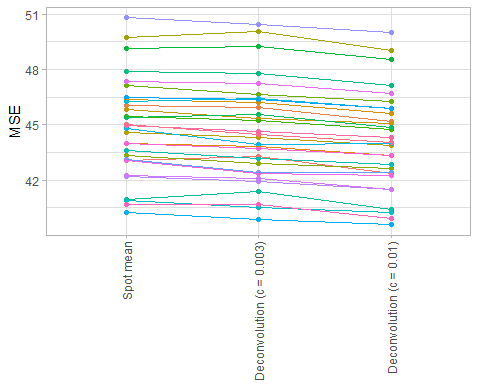 51
48
45
42
MSE
Spot mean
Deconvolution (c = 0.003)
Deconvolution (c = 0.01)